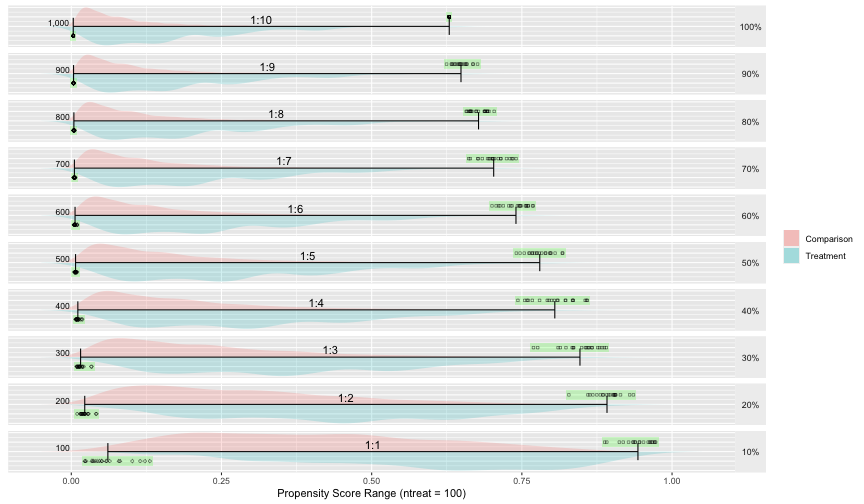 1,000 1:10 100%
900 1:9 90%
800 1:8 80%
700 1:7 70%
600 1:6 60%
500 1:5 50%
400 1:4 40%
300 1:3 30%
200 1:2 20%
100 1:1 10%
0.00 0.25 0.50 0.75 1.00
Propensity Score Range (ntreat = 100)
Comparison
Treatment